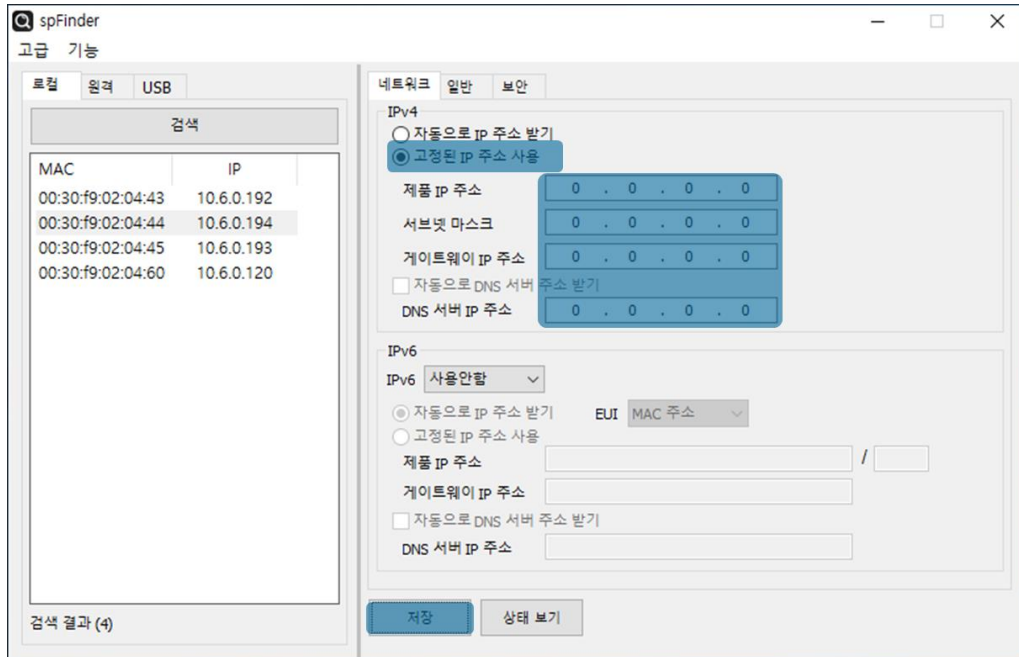 spFinder
고급 기능
로컬 원격 USB
검색
MAC IP
00:30:f9:02:04:43 10.6.0.192
00:30:f9:02:04:44 10.6.0.194
00:30:f9:02:04:45 10.6.0.193
00:30:f9:02:04:60 10.6.0.120
검색 결과 (4)
네트워크 일반 보안
IPv4
자동으로 IP 주소 받기
고정된 IP 주소 사용
제품 IP 주소 0 . 0 . 0 . 0
서브넷 마스크 0 . 0 . 0 . 0
게이트웨이 IP 주소 0 . 0 . 0 . 0
자동으로 DNS 서버 주소 받기
DNS 서버 IP 주소 0 . 0 . 0 . 0
IPv6
IPv6 사용안함
자동으로 IP 주소 받기 EUI MAC 주소
고정된 IP 주소 사용
제품 IP 주소 /
게이트웨이 IP 주소
자동으로 DNS 서버 주소 받기
DNS 서버 IP 주소
저장 상태 보기